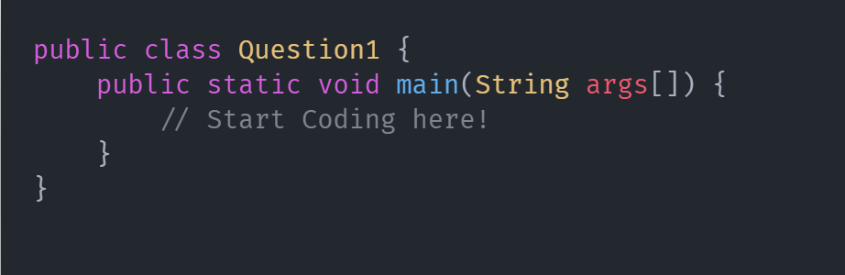 public class Question1 {
    public static void main(String args[]) {
        // Start Coding here!
    }
}